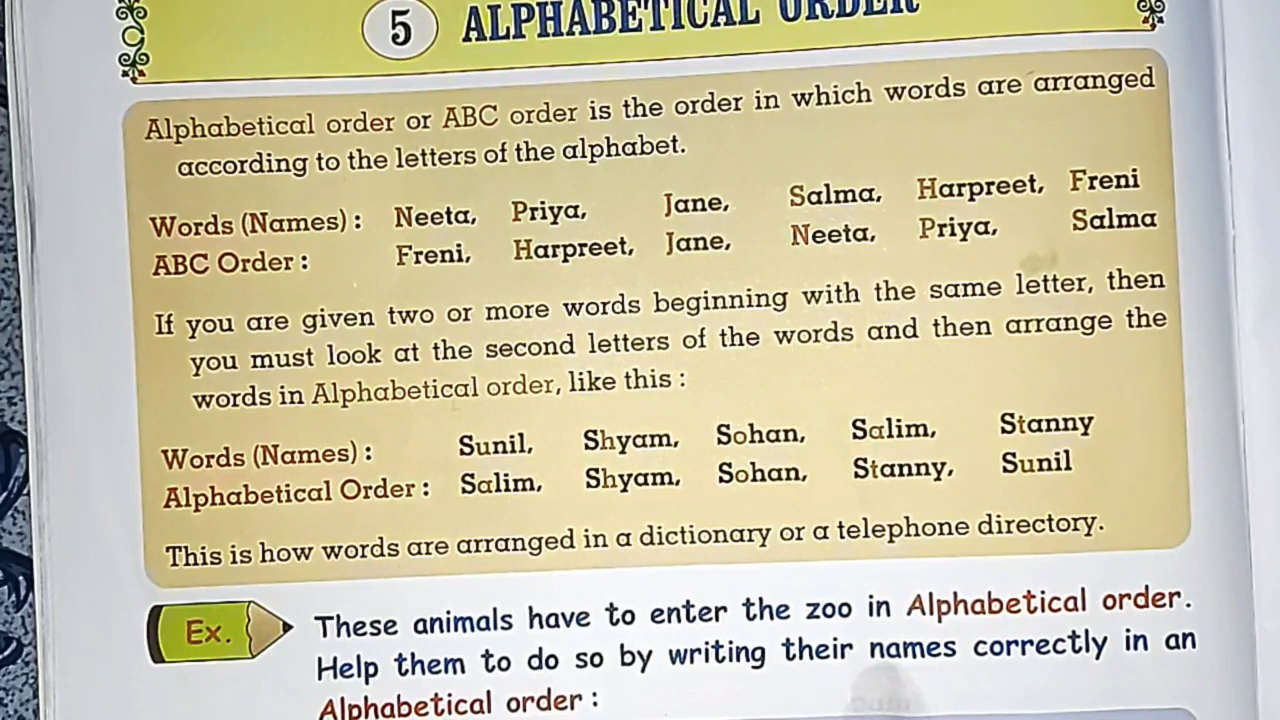 5 ALPHABETICAL ORDER
Alphabetical order or ABC order is the order in which words are arranged
according to the letters of the alphabet.
Words (Names) : Neeta, Priya, Jane, Salma, Harpreet, Freni
ABC Order : Freni, Harpreet, Jane, Neeta, Priya, Salma
If you are given two or more words beginning with the same letter, then
you must look at the second letters of the words and then arrange the
words in Alphabetical order, like this :
Words (Names) : Sunil, Shyam, Sohan, Salim, Stanny
Alphabetical Order : Salim, Shyam, Sohan, Stanny, Sunil
This is how words are arranged in a dictionary or a telephone directory.
Ex. These animals have to enter the zoo in Alphabetical order.
Help them to do so by writing their names correctly in an
Alphabetical order :